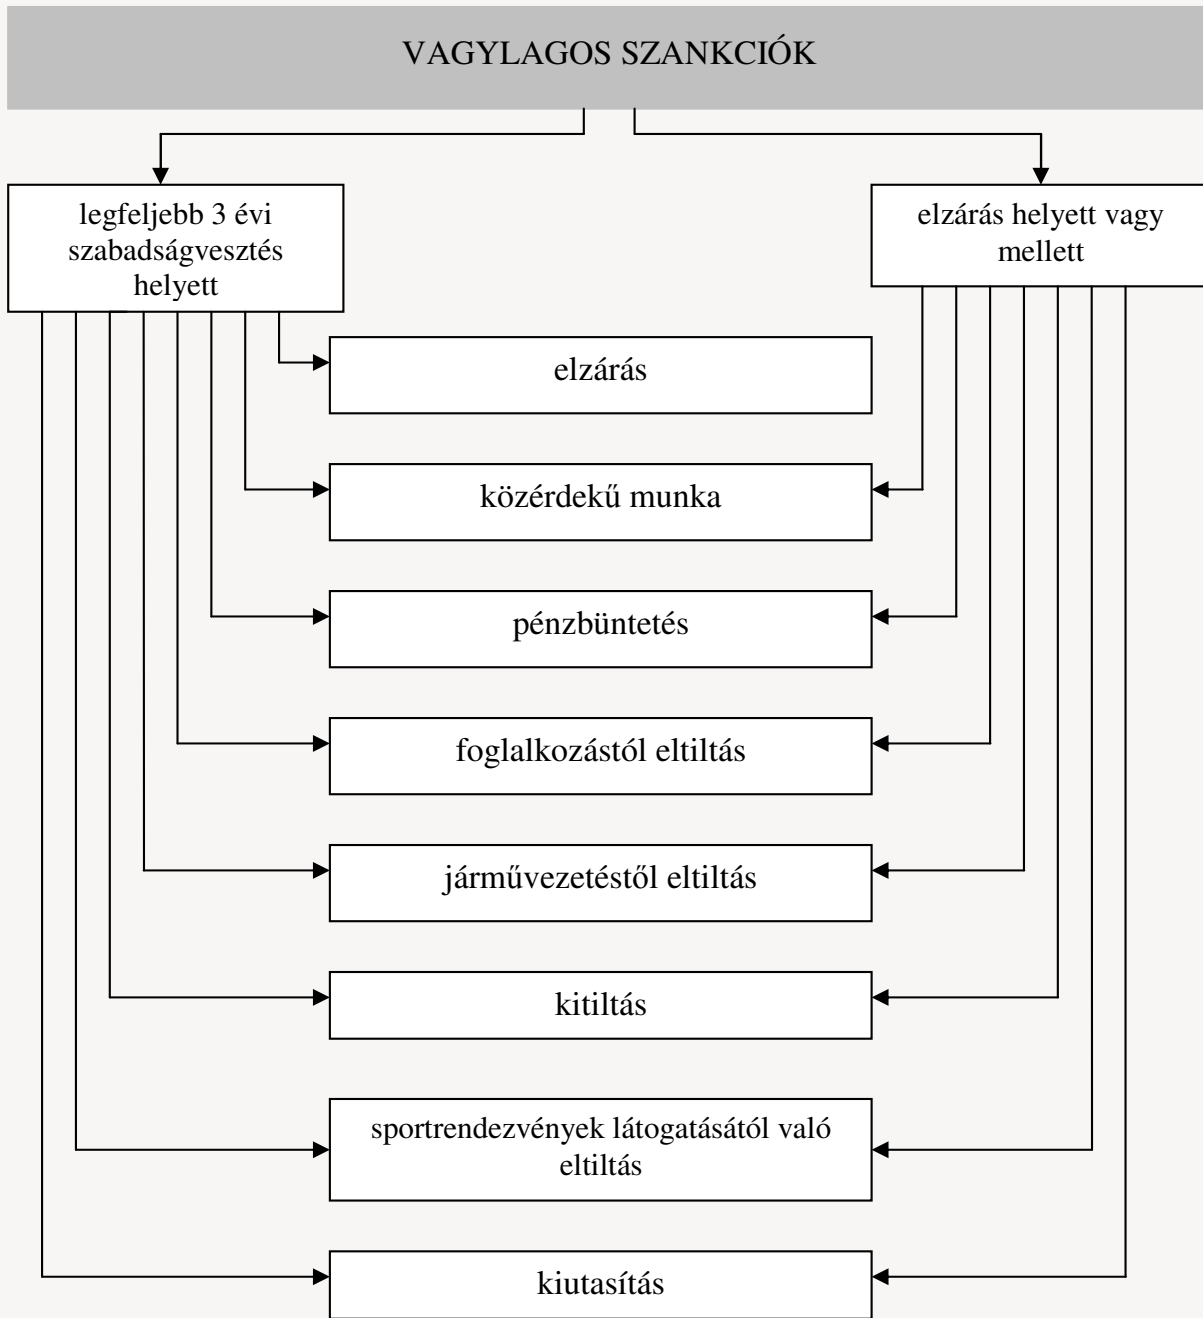 VAGYLAGOS SZANKCIÓK
legfeljebb 3 évi
szabadságvesztés
helyett
elzárás helyett vagy
mellett
elzárás
közérdekű munka
pénzbüntetés
foglalkozástól eltiltás
járművezetéstől eltiltás
kitiltás
sportrendezvények látogatásától való
eltiltás
kiutasítás